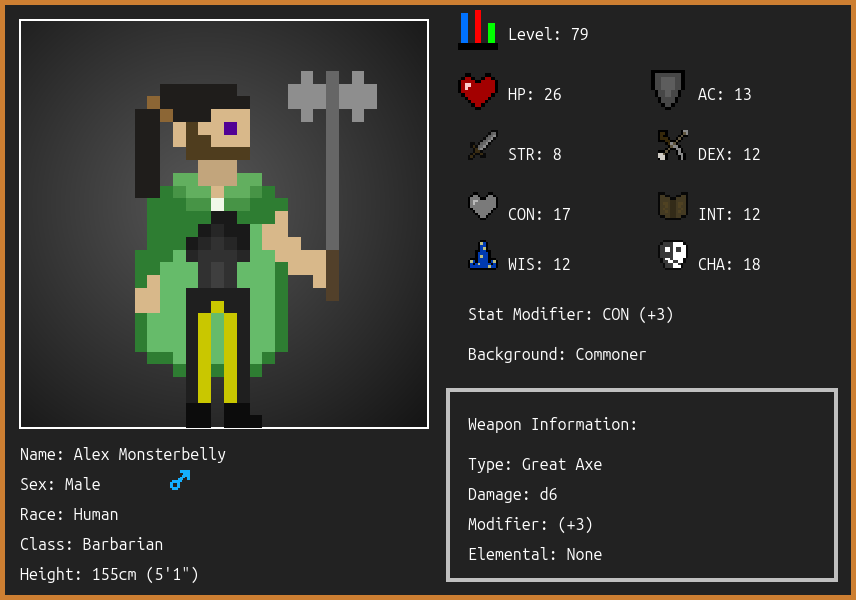 Level: 79
HP: 26
AC: 13
STR: 8
DEX: 12
CON: 17
INT: 12
WIS: 12
CHA: 18
Stat Modifier: CON (+3)
Background: Commoner
Weapon Information:
Type: Great Axe
Damage: d6
Modifier: (+3)
Elemental: None
Name: Alex Monsterbelly
Sex: Male
Race: Human
Class: Barbarian
Height: 155cm (5'1")